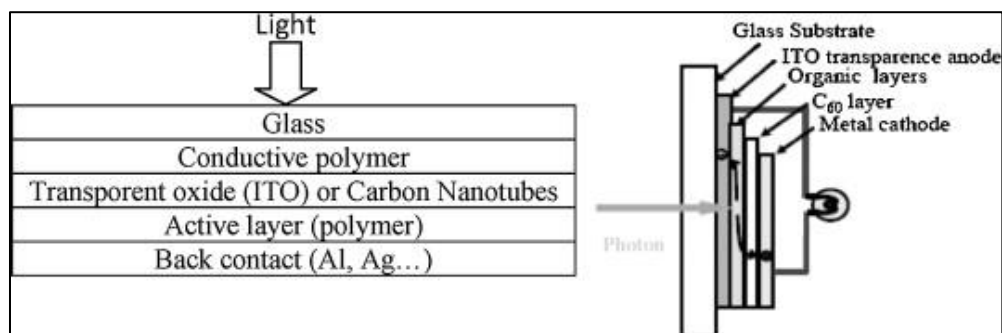 Light
Glass
Conductive polymer
Transporent oxide (ITO) or Carbon Nanotubes
Active layer (polymer)
Back contact (Al, Ag…)
Glass Substrate
ITO transparence anode
Organic layers
C₆₀ layer
Metal cathode
Photon